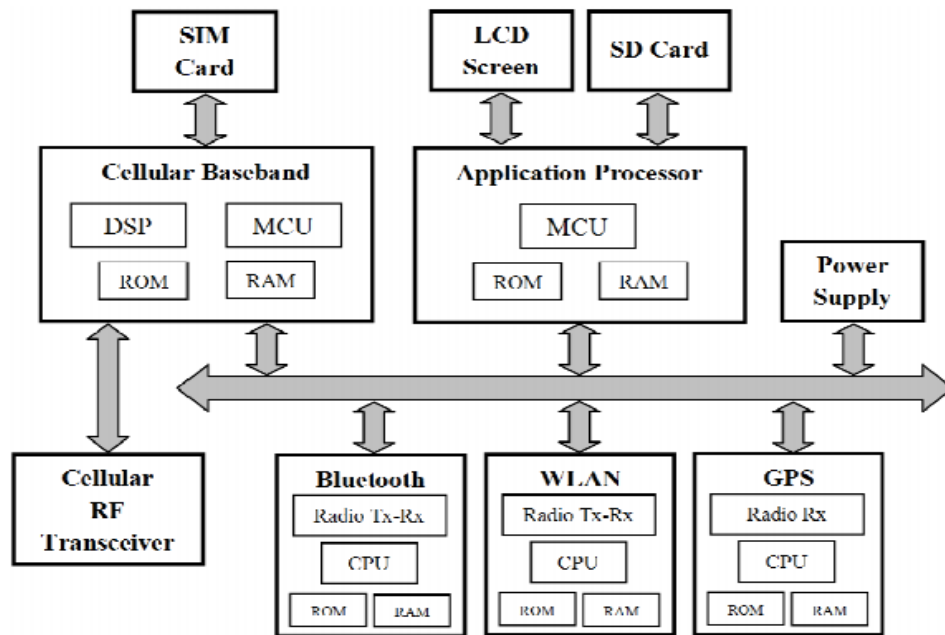 SIM
Card
LCD
Screen
SD Card
Cellular Baseband
DSP
MCU
ROM
RAM
Application Processor
MCU
ROM
RAM
Power
Supply
Cellular
RF
Transceiver
Bluetooth
Radio Tx-Rx
CPU
ROM
RAM
WLAN
Radio Tx-Rx
CPU
ROM
RAM
GPS
Radio Rx
CPU
ROM
RAM